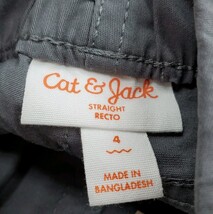 Cat & Jack
STRAIGHT
RECTO
4
MADE IN
BANGLADESH